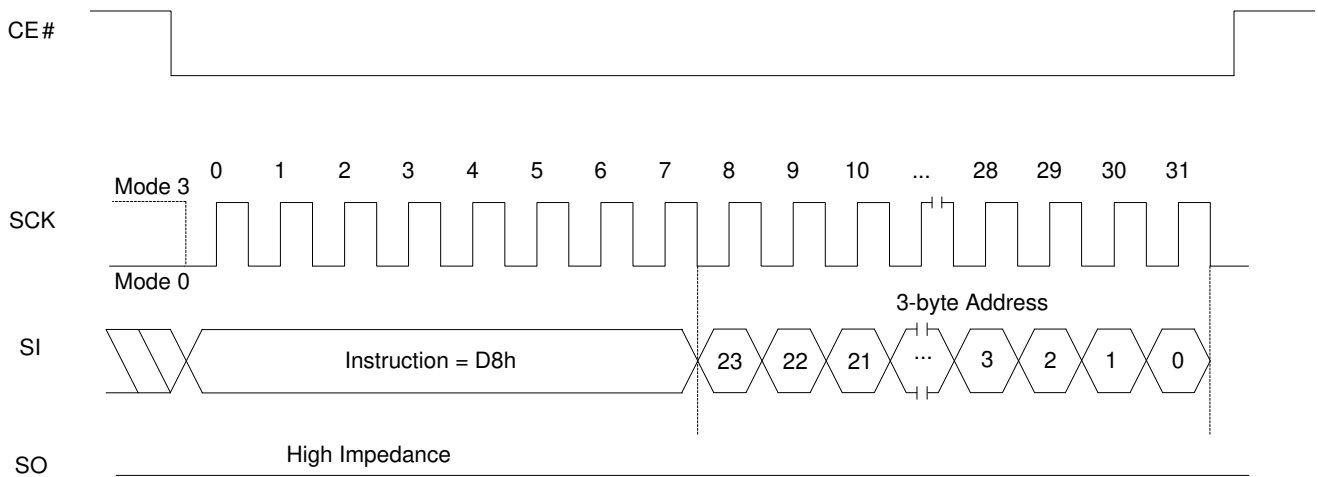 CE#
0 1 2 3 4 5 6 7 8 9 10 ... 28 29 30 31
Mode 3
SCK
Mode 0
3-byte Address
SI
Instruction = D8h 23 22 21 ... 3 2 1 0
High Impedance
SO